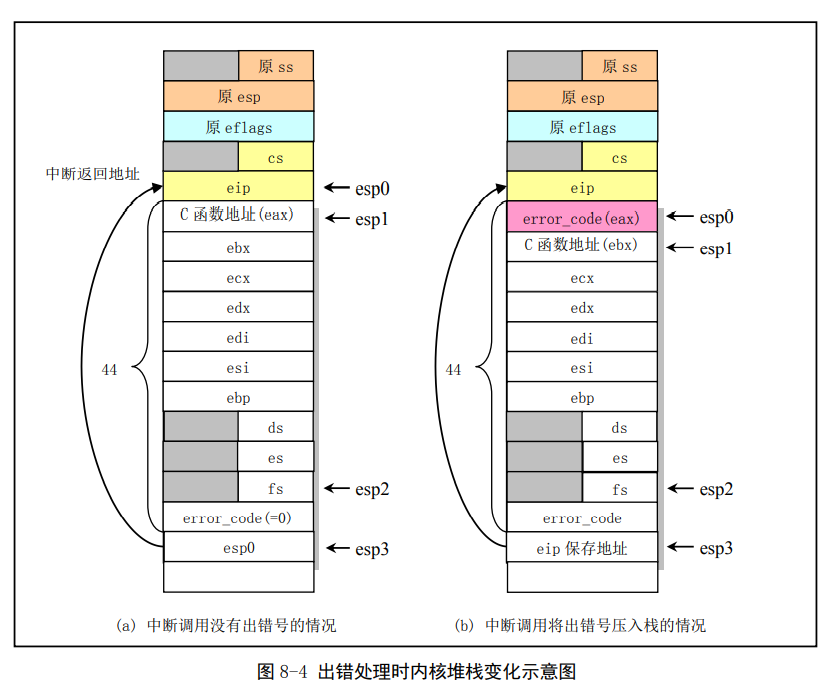 原 ss
原 esp
原 eflags
cs
中断返回地址
eip
esp0
C 函数地址(eax)
esp1
ebx
ecx
edx
edi
44
esi
ebp
ds
es
fs
esp2
error_code(=0)
esp0
esp3
(a) 中断调用没有出错号的情况
原 ss
原 esp
原 eflags
cs
eip
error_code(eax)
esp0
C 函数地址(ebx)
esp1
ecx
edx
edi
44
esi
ebp
ds
es
fs
esp2
error_code
eip 保存地址
esp3
(b) 中断调用将出错号压入栈的情况
图 8-4 出错处理时内核堆栈变化示意图